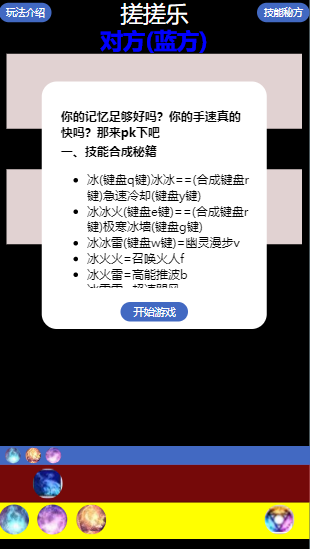 玩法介绍
搓搓乐
技能秘方
对方(蓝方)
你的记忆足够好吗？你的手速真的
快吗？那来pk下吧
一、技能合成秘籍
冰(键盘q键)冰冰==(合成键盘r
键)急速冷却(键盘y键)
冰冰火(键盘e键)==(合成键盘r
键)极寒冰墙(键盘g键)
冰冰雷(键盘w键)=幽灵漫步v
冰火火=召唤火人f
冰火雷=高能推波b
开始游戏